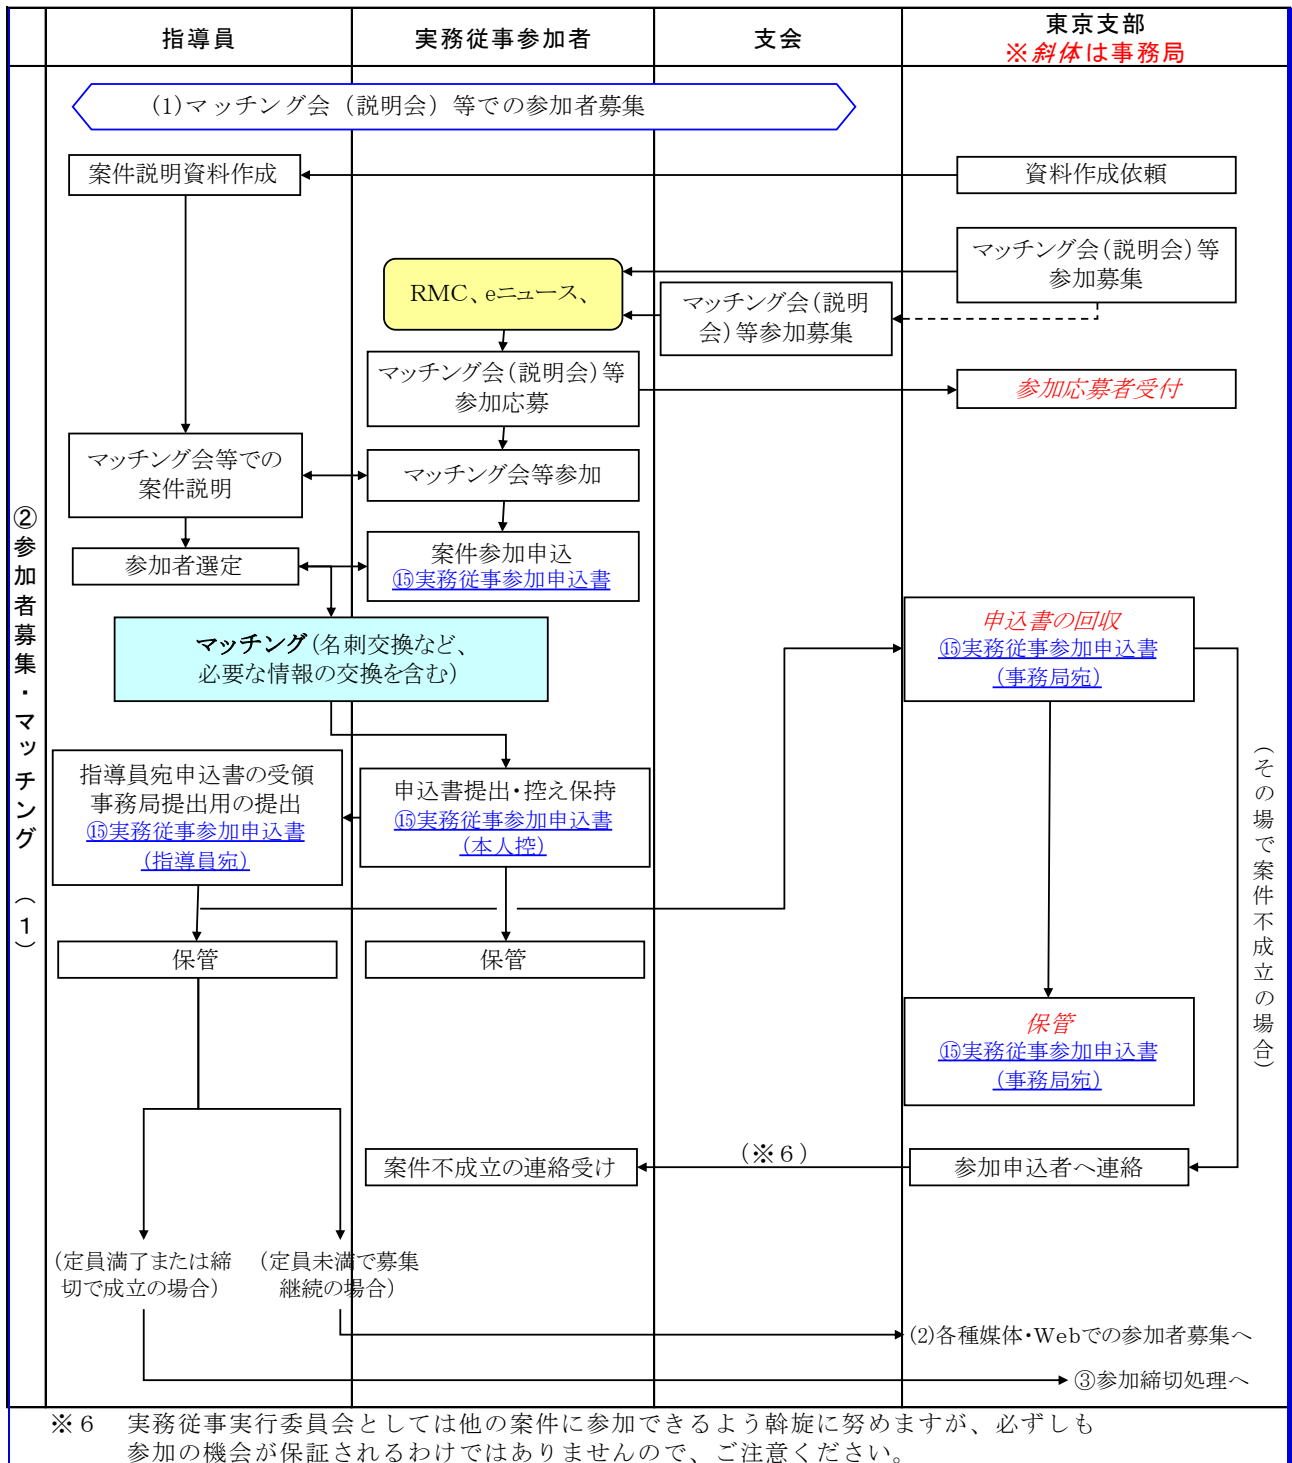 指導員
実務従事参加者
支会
東京支部
※斜体は事務局
②参加者募集・マッチング（１）
(1)マッチング会（説明会）等での参加者募集
案件説明資料作成
資料作成依頼
マッチング会（説明会）等
参加募集
RMC、eニュース、
マッチング会（説明
会）等参加募集
マッチング会（説明会）等
参加応募
参加応募者受付
マッチング会等での
案件説明
マッチング会等参加
参加者選定
案件参加申込
⑮実務従事参加申込書
マッチング（名刺交換など、
必要な情報の交換を含む）
申込書の回収
⑮実務従事参加申込書
（事務局宛）
（その場で案件不成立の場合）
指導員宛申込書の受領
事務局提出用の提出
⑮実務従事参加申込書
（指導員宛）
申込書提出・控え保持
⑮実務従事参加申込書
（本人控）
保管
保管
保管
⑮実務従事参加申込書
（事務局宛）
案件不成立の連絡受け
（※６）
参加申込者へ連絡
（定員満了または締
切で成立の場合）
（定員未満で募集
継続の場合）
(2)各種媒体・Webでの参加者募集へ
③参加締切処理へ
※６　実務従事実行委員会としては他の案件に参加できるよう斡旋に努めますが、必ずしも
参加の機会が保証されるわけではありませんので、ご注意ください。